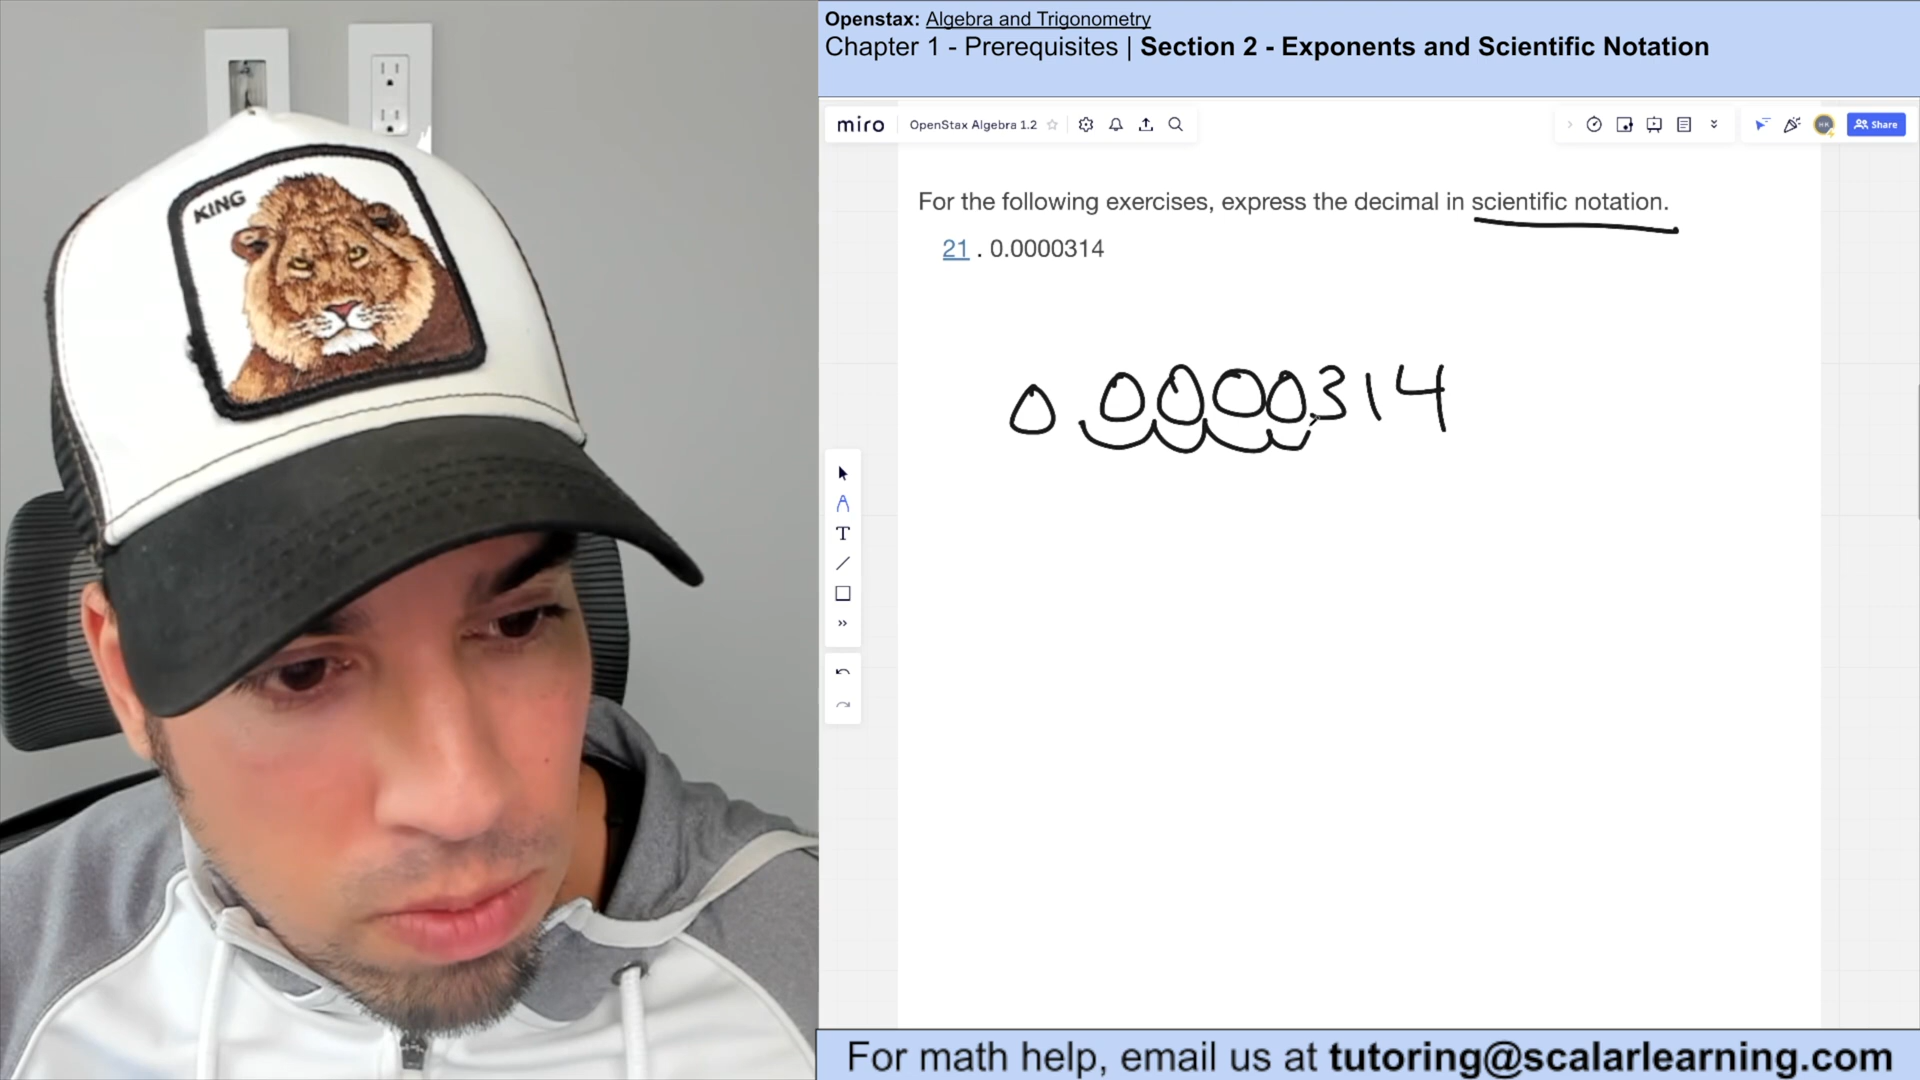 KING
Openstax: Algebra and Trigonometry
Chapter 1 - Prerequisites | Section 2 - Exponents and Scientific Notation
miro OpenStax Algebra 1.2 Share
For the following exercises, express the decimal in scientific notation.
21 . 0.0000314
0 0000314
T
For math help, email us at tutoring@scalarlearning.com